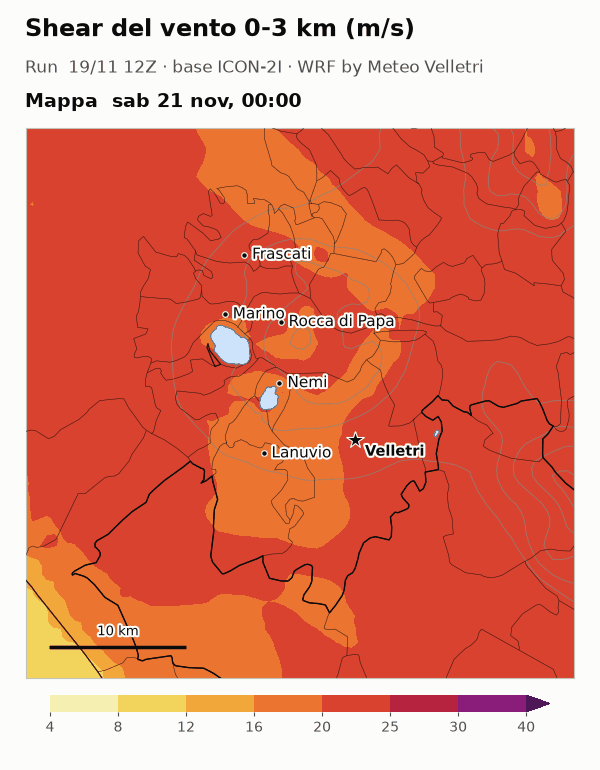 Shear del vento 0-3 km (m/s)
Run  19/11 12Z · base ICON-2I · WRF by Meteo Velletri
Mappa  sab 21 nov, 00:00
Frascati
Marino
Rocca di Papa
Nemi
Velletri
Lanuvio
10 km
4 8 12 16 20 25 30 40